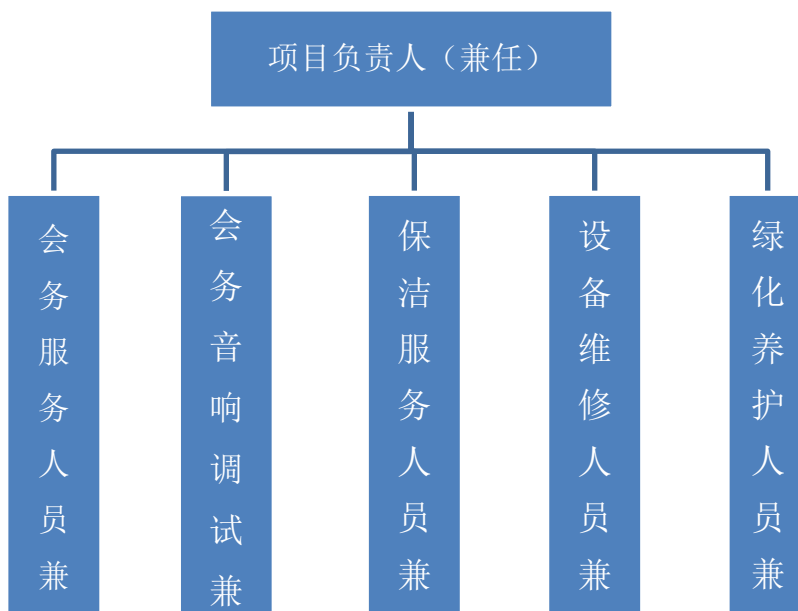 项目负责人（兼任）
会务服务人员兼
会务音响调试兼
保洁服务人员兼
设备维修人员兼
绿化养护人员兼